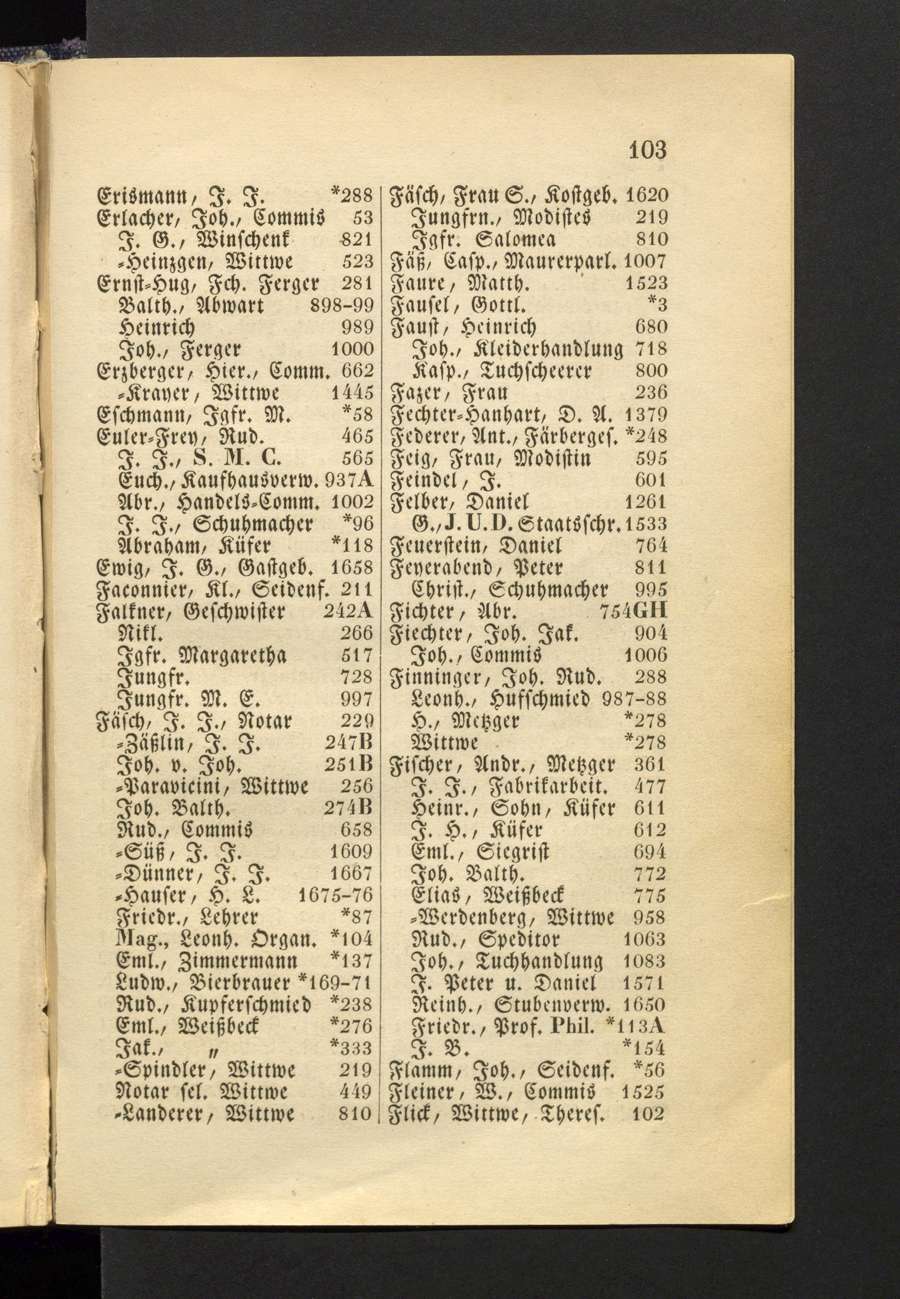 103
Erismann, J. J. *288
Erlacher, Joh., Commis 53
J. G., Winschenk 821
-Heinzgen, Wittwe 523
Ernst-Hug, Fch. Ferger 281
Balth., Abwart 898-99
Heinrich 989
Joh., Ferger 1000
Erzberger, Hier., Comm. 662
-Krayer, Wittwe 1445
Eschmann, Jgfr. M. *58
Euler-Frey, Rud. 465
J. J., S. M. C. 565
Euch., Kaufhausverw. 937A
Abr., Handels-Comm. 1002
J. J., Schuhmacher *96
Abraham, Küfer *118
Ewig, J. G., Gastgeb. 1658
Faconnier, Kl., Seidenf. 211
Falkner, Geschwister 242A
Nikl. 266
Jgfr. Margaretha 517
Jungfr. 728
Jungfr. M. E. 997
Fäsch, J. J., Notar 229
-Zäßlin, J. J. 247B
Joh. v. Joh. 251B
-Paravicini, Wittwe 256
Joh. Balth. 274B
Rud., Commis 658
-Süß, J. J. 1609
-Dünner, J. J. 1667
-Hauser, H. L. 1675-76
Friedr., Lehrer *87
Mag., Leonh. Organ. *104
Eml., Zimmermann *137
Ludw., Bierbrauer *169-71
Rud., Kupferschmied *238
Eml., Weißbeck *276
Jak., „ *333
-Spindler, Wittwe 219
Notar sel. Wittwe 449
-Landerer, Wittwe 810
Fäsch, Frau S., Kostgeb. 1620
Jungfrn., Modistes 219
Jgfr. Salomea 810
Fäß, Casp., Maurerparl. 1007
Faure, Matth. 1523
Fausel, Gottl. *3
Faust, Heinrich 680
Joh., Kleiderhandlung 718
Kasp., Tuchscheerer 800
Fazer, Frau 236
Fechter-Hanhart, D. A. 1379
Federer, Ant., Färberges. *248
Feig, Frau, Modistin 595
Feindel, J. 601
Felber, Daniel 1261
G., J. U. D. Staatsschr. 1533
Feuerstein, Daniel 764
Feyerabend, Peter 811
Christ., Schuhmacher 995
Fichter, Abr. 754GH
Fiechter, Joh. Jak. 904
Joh., Commis 1006
Finninger, Joh. Rud. 288
Leonh., Hufschmied 987-88
H., Metzger *278
Wittwe *278
Fischer, Andr., Metzger 361
J. J., Fabrikarbeit. 477
Heinr., Sohn, Küfer 611
J. H., Küfer 612
Eml., Siegrist 694
Joh. Balth. 772
Elias, Weißbeck 775
-Werdenberg, Wittwe 958
Rud., Speditor 1063
Joh., Tuchhandlung 1083
J. Peter u. Daniel 1571
Reinh., Stubenverw. 1650
Friedr., Prof. Phil. *113A
J. B. *154
Flamm, Joh., Seidenf. *56
Fleiner, W., Commis 1525
Flick, Wittwe, Theres. 102